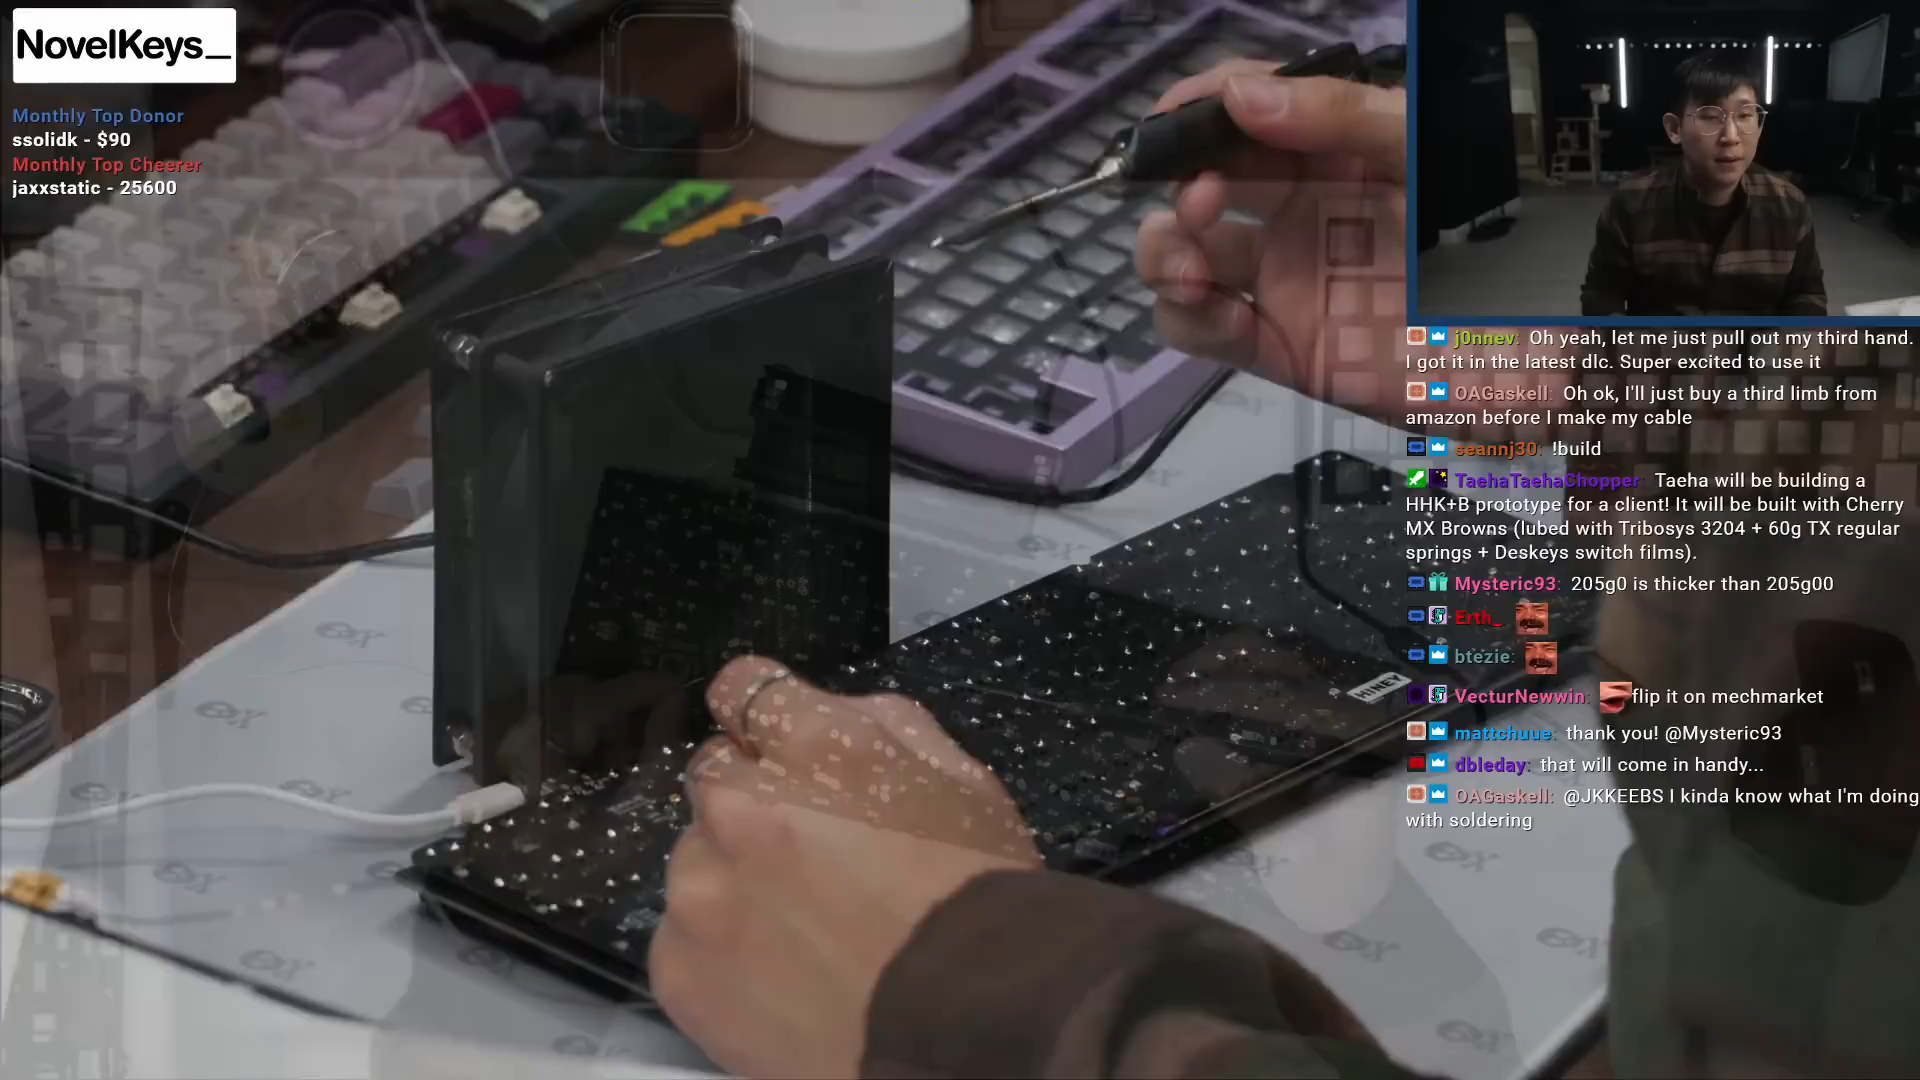 NovelKeys_
Monthly Top Donor
ssolidk - $90
Monthly Top Cheerer
jaxxstatic - 25600
j0nnev: Oh yeah, let me just pull out my third hand.
I got it in the latest dlc. Super excited to use it
OAGaskell: Oh ok, I'll just buy a third limb from
amazon before I make my cable
seannj30: !build
TaehaTaehaChopper: Taeha will be building a
HHK+B prototype for a client! It will be built with Cherry
MX Browns (lubed with Tribosys 3204 + 60g TX regular
springs + Deskeys switch films).
Mysteric93: 205g0 is thicker than 205g00
Erth_
btezie:
VecturNewwin: flip it on mechmarket
mattchuue: thank you! @Mysteric93
dbleday: that will come in handy...
OAGaskell: @JKKEEBS I kinda know what I'm doing
with soldering
HINEY